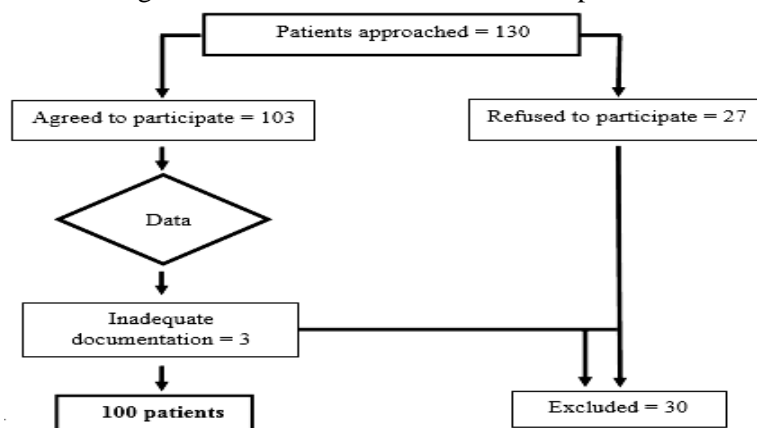 Patients approached = 130
Agreed to participate = 103
Refused to participate = 27
Data
Inadequate
documentation = 3
100 patients
Excluded = 30